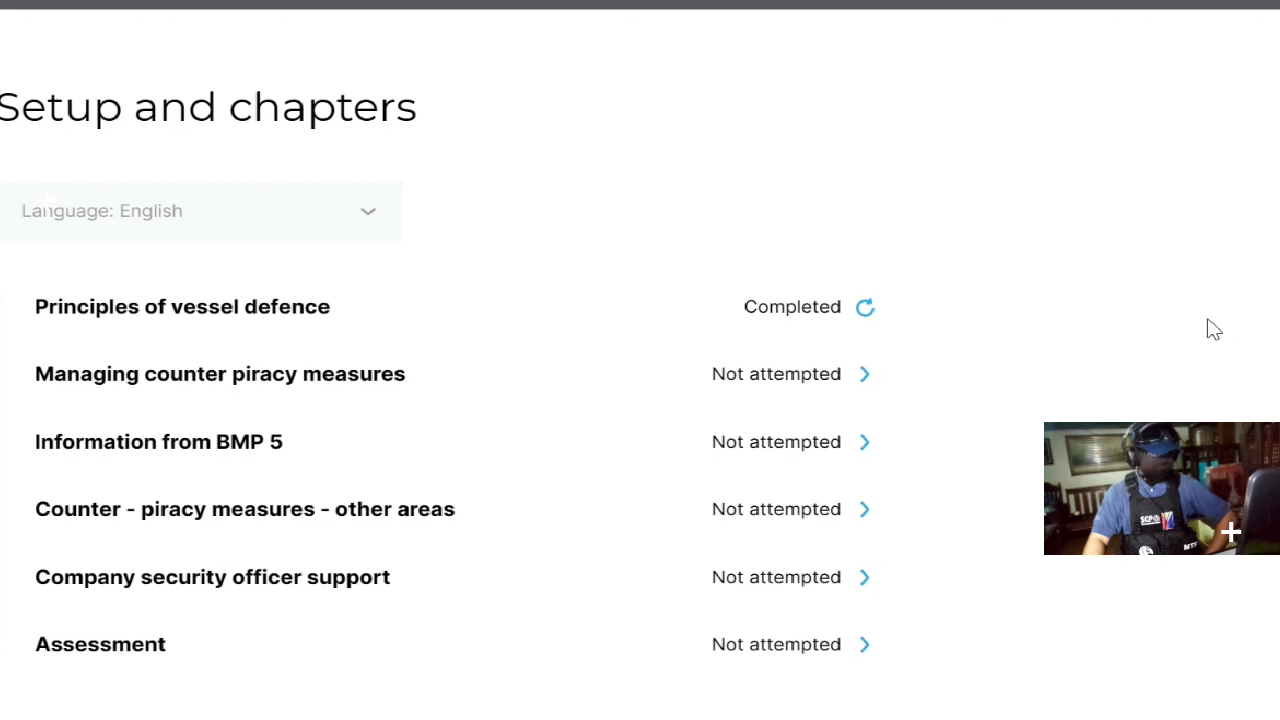 Setup and chapters
Language: English
Principles of vessel defence Completed
Managing counter piracy measures Not attempted
Information from BMP 5 Not attempted
Counter - piracy measures - other areas Not attempted
Company security officer support Not attempted
Assessment Not attempted
SCPO
MTF